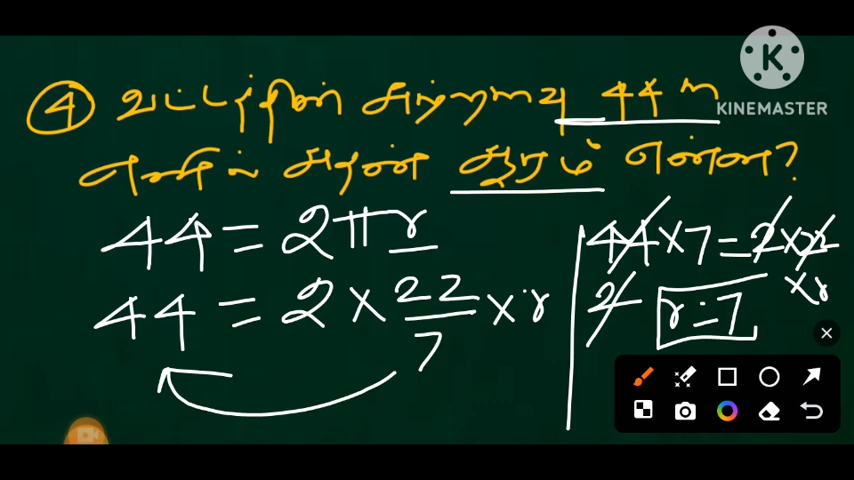 ④ வட்டத்தின் சுற்றளவு 44 m
KINEMASTER
எனில் அதன் ஆரம் என்ன?
44 = 2πr
44 = 2 × 22/7 × r
44 × 7 = 2 × 22
× r
2 r = 7